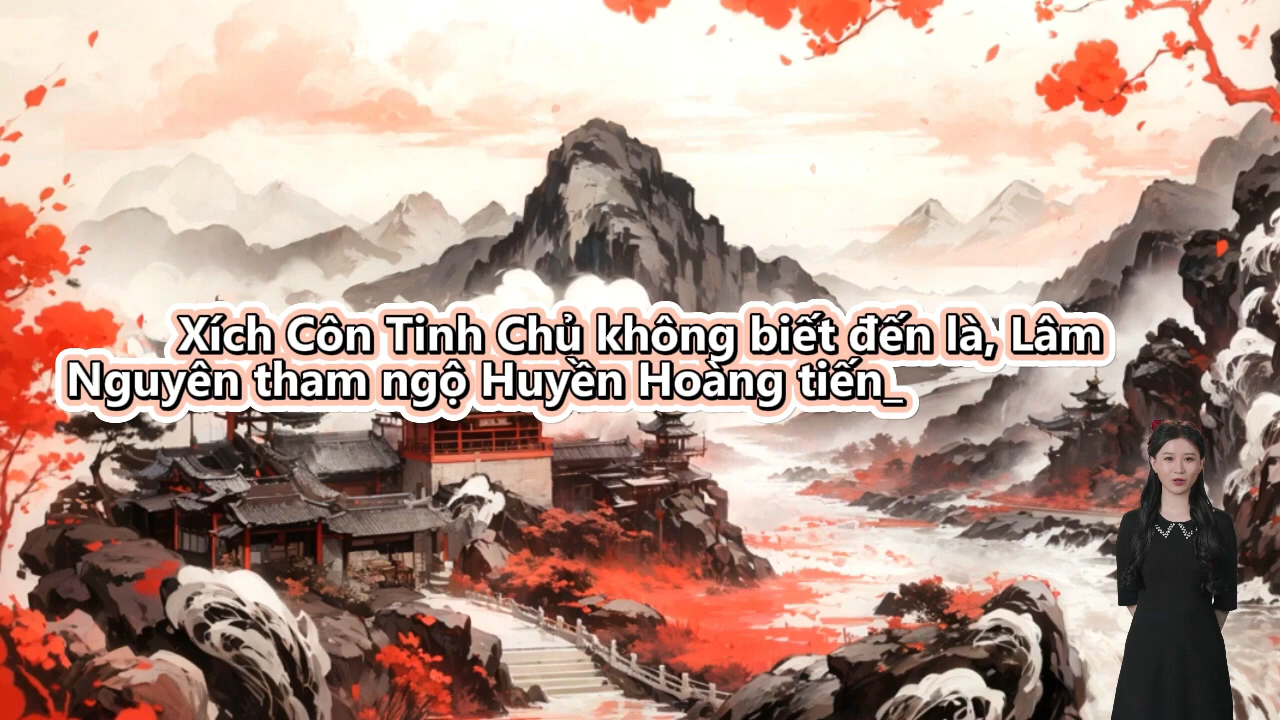 Xích Côn Tinh Chủ không biết đến là, Lâm
Nguyên tham ngộ Huyền Hoàng tiến_